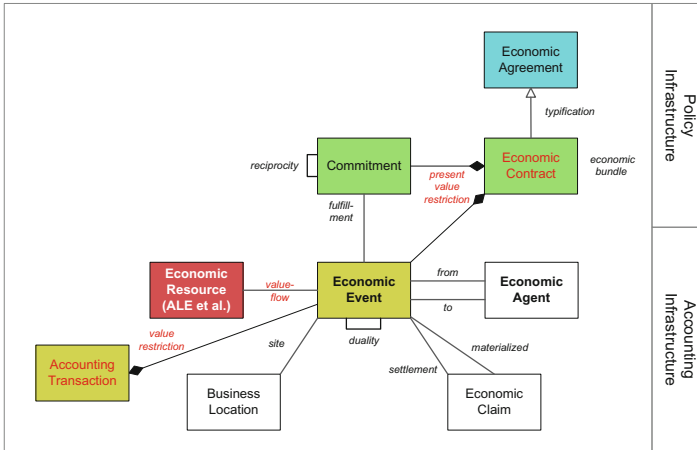 Economic
Agreement
Policy
Infrastructure
typification
reciprocity
Commitment
present
value
restriction
Economic
Contract
economic
bundle
fulfill-
ment
Economic
Resource
(ALE et al.)
value-
flow
Economic
Event
from
to
Economic
Agent
Accounting
Infrastructure
value
restriction
duality
site
materialized
settlement
Accounting
Transaction
Business
Location
Economic
Claim